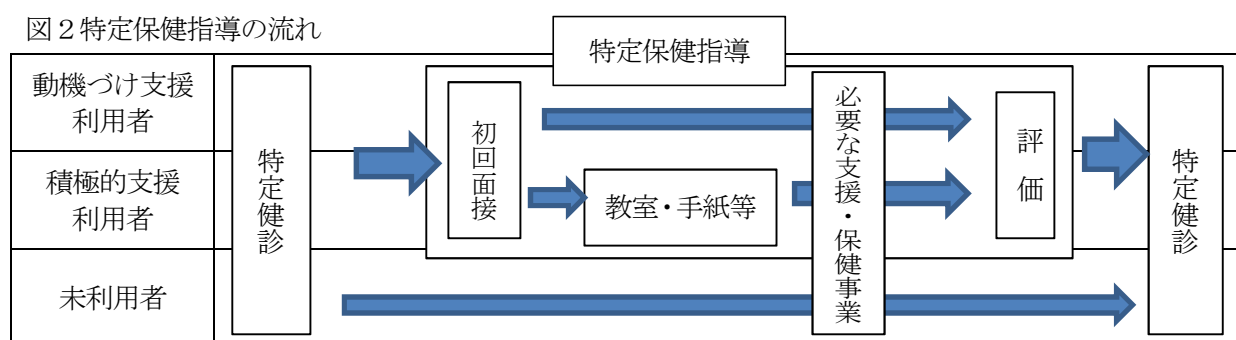 図２特定保健指導の流れ
特定保健指導
動機づけ支援
利用者
積極的支援
利用者
未利用者
特定健診
初回面接
教室・手紙等
必要な支援・保健事業
評価
特定健診